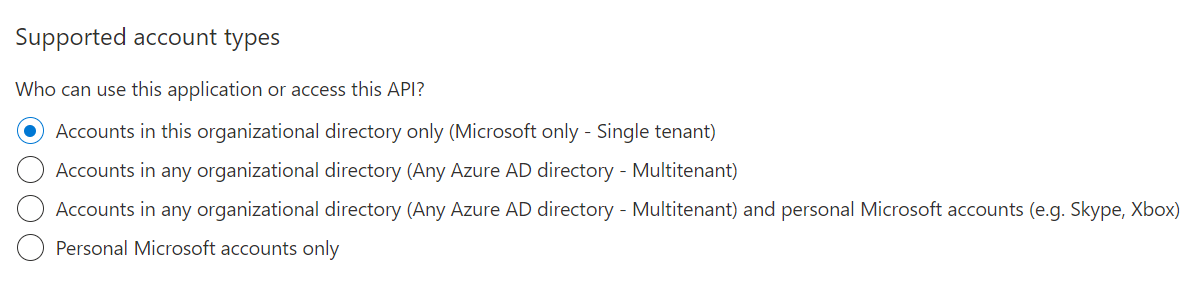 Supported account types
Who can use this application or access this API?
Accounts in this organizational directory only (Microsoft only - Single tenant)
Accounts in any organizational directory (Any Azure AD directory - Multitenant)
Accounts in any organizational directory (Any Azure AD directory - Multitenant) and personal Microsoft accounts (e.g. Skype, Xbox)
Personal Microsoft accounts only